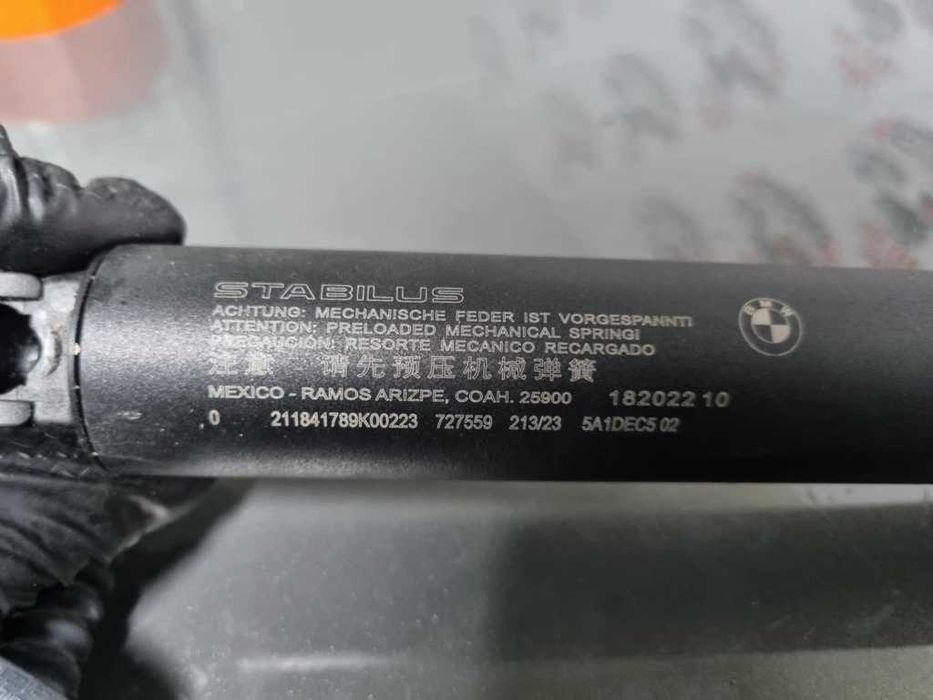 STABILUS
ACHTUNG: MECHANISCHE FEDER IST VORGESPANNT!
ATTENTION: PRELOADED MECHANICAL SPRING!
PRECAUCIÓN: RESORTE MECANICO RECARGADO
注意 请先预压机械弹簧
MEXICO - RAMOS ARIZPE, COAH. 25900 18202210
0 211841789K00223 727559 213/23 5A1DEC5 02
BMW